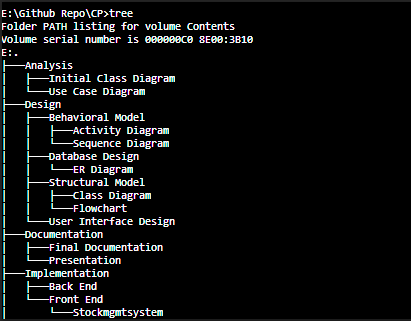 E:\Github Repo\CP>tree
Folder PATH listing for volume Contents
Volume serial number is 000000C0 8E00:3B10
E:.
├───Analysis
│   ├───Initial Class Diagram
│   └───Use Case Diagram
├───Design
│   ├───Behavioral Model
│   │   ├───Activity Diagram
│   │   └───Sequence Diagram
│   ├───Database Design
│   │   └───ER Diagram
│   ├───Structural Model
│   │   ├───Class Diagram
│   │   └───Flowchart
│   └───User Interface Design
├───Documentation
│   ├───Final Documentation
│   └───Presentation
├───Implementation
│   ├───Back End
│   └───Front End
│       └───Stockmgmtsystem